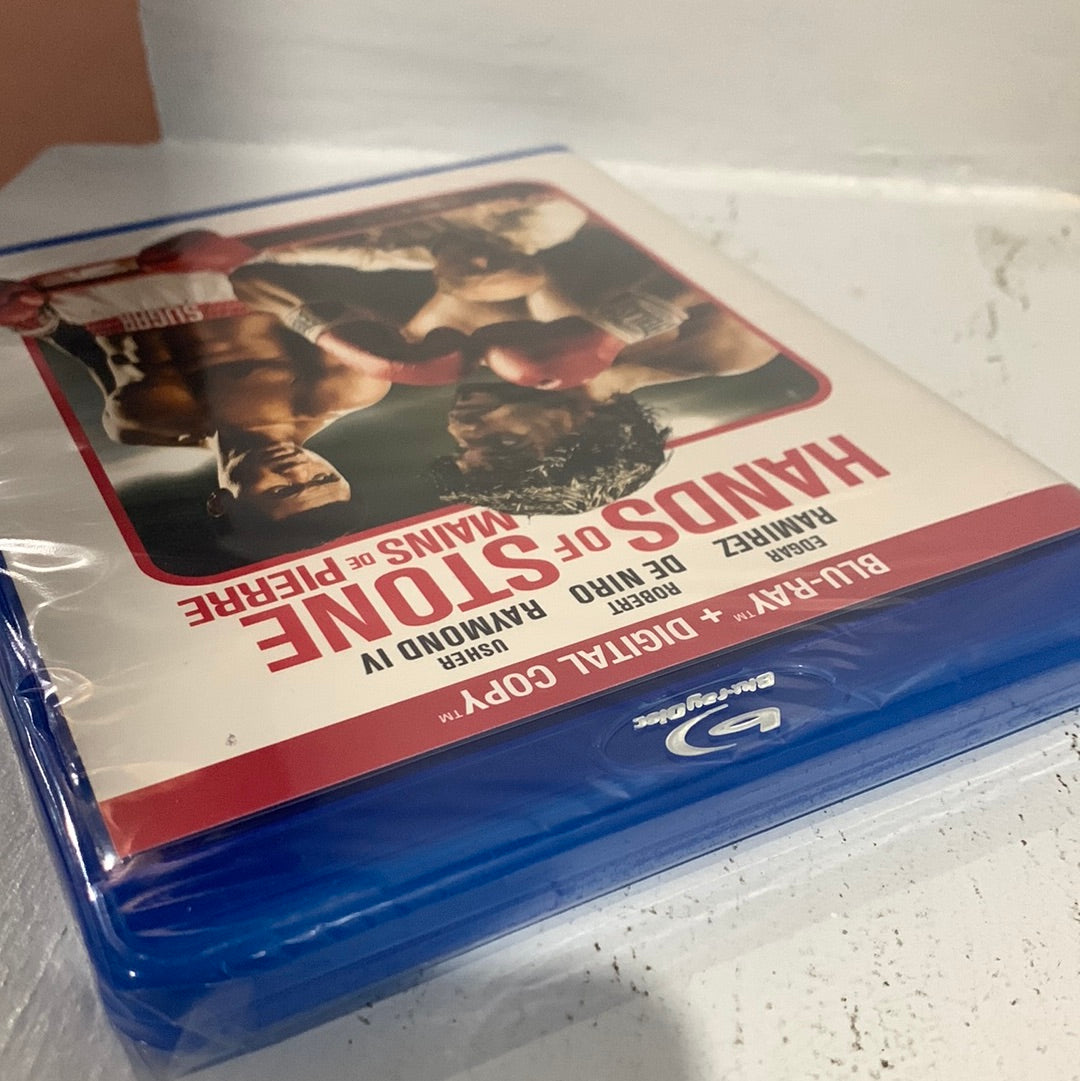 Blu-ray Disc
BLU-RAY™ + DIGITAL COPY™
EDGAR
RAMIREZ
ROBERT
DE NIRO
USHER
RAYMOND IV
HANDS OF STONE
MAINS DE PIERRE
SUGAR